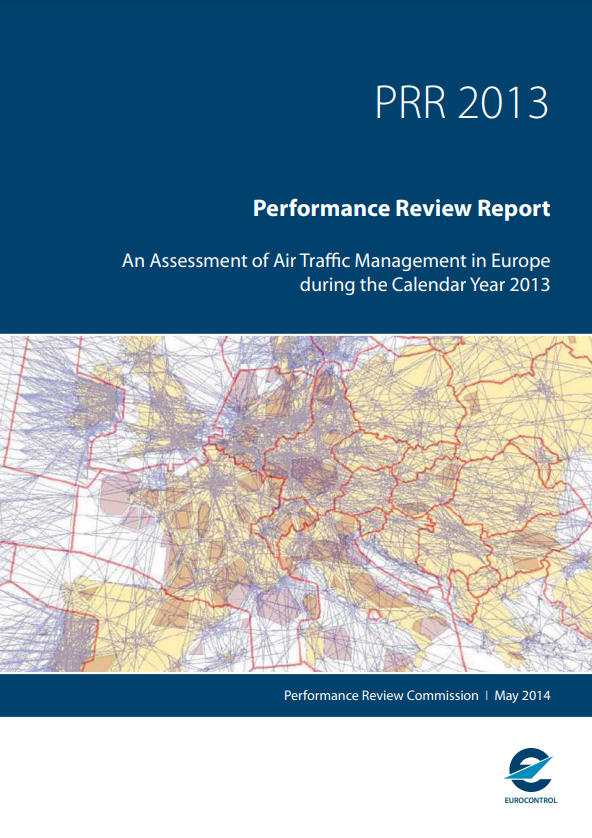 PRR 2013
Performance Review Report
An Assessment of Air Traffic Management in Europe
during the Calendar Year 2013
Performance Review Commission | May 2014
EUROCONTROL